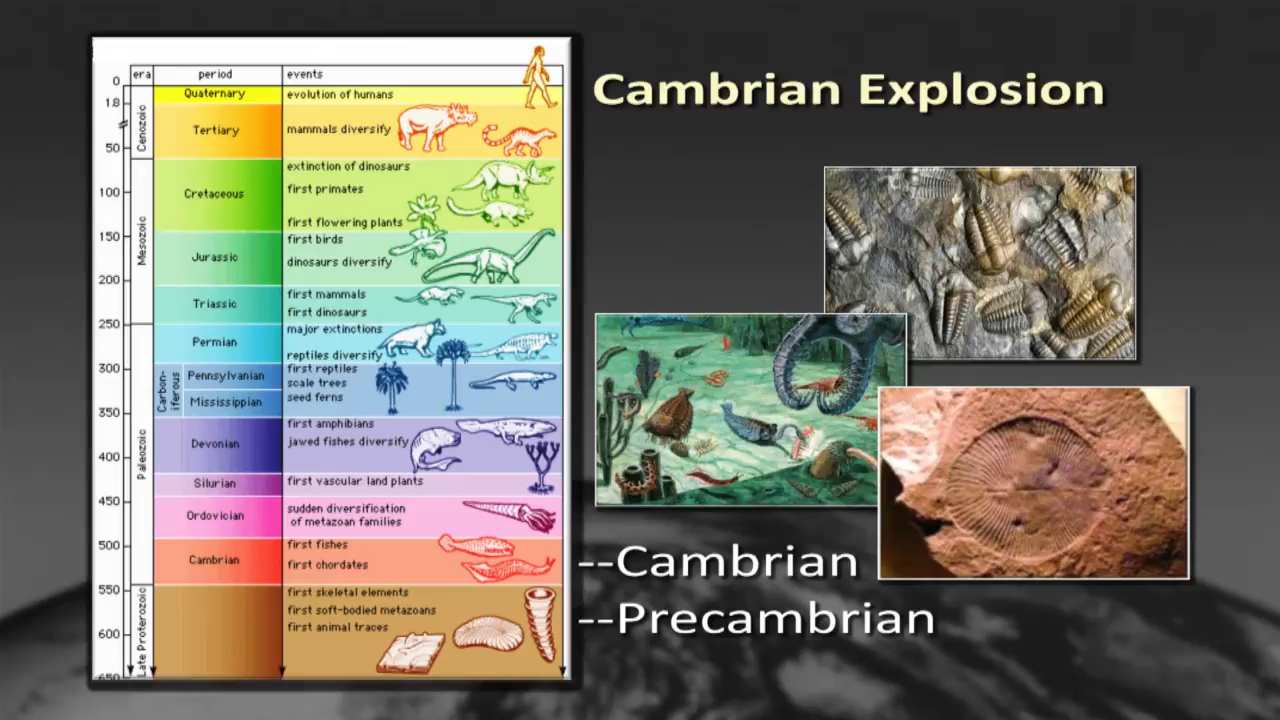 Cambrian Explosion
era period events
0
Quaternary evolution of humans
1.8
Cenozoic
Tertiary mammals diversify
50
extinction of dinosaurs
100
Cretaceous first primates
first flowering plants
150
Mesozoic
first birds
Jurassic dinosaurs diversify
200
first mammals
Triassic first dinosaurs
250
major extinctions
Permian
reptiles diversify
300
first reptiles
Carbon-
iferous
Pennsylvanian scale trees
seed ferns
Mississippian
350
first amphibians
Devonian jawed fishes diversify
paleozoic
400
Silurian first vascular land plants
450
Ordovician sudden diversification
of metazoan families
500
first fishes
Cambrian first chordates
550
first skeletal elements
first soft-bodied metazoans
600
first animal traces
Late Proterozoic
650
--Cambrian
--Precambrian